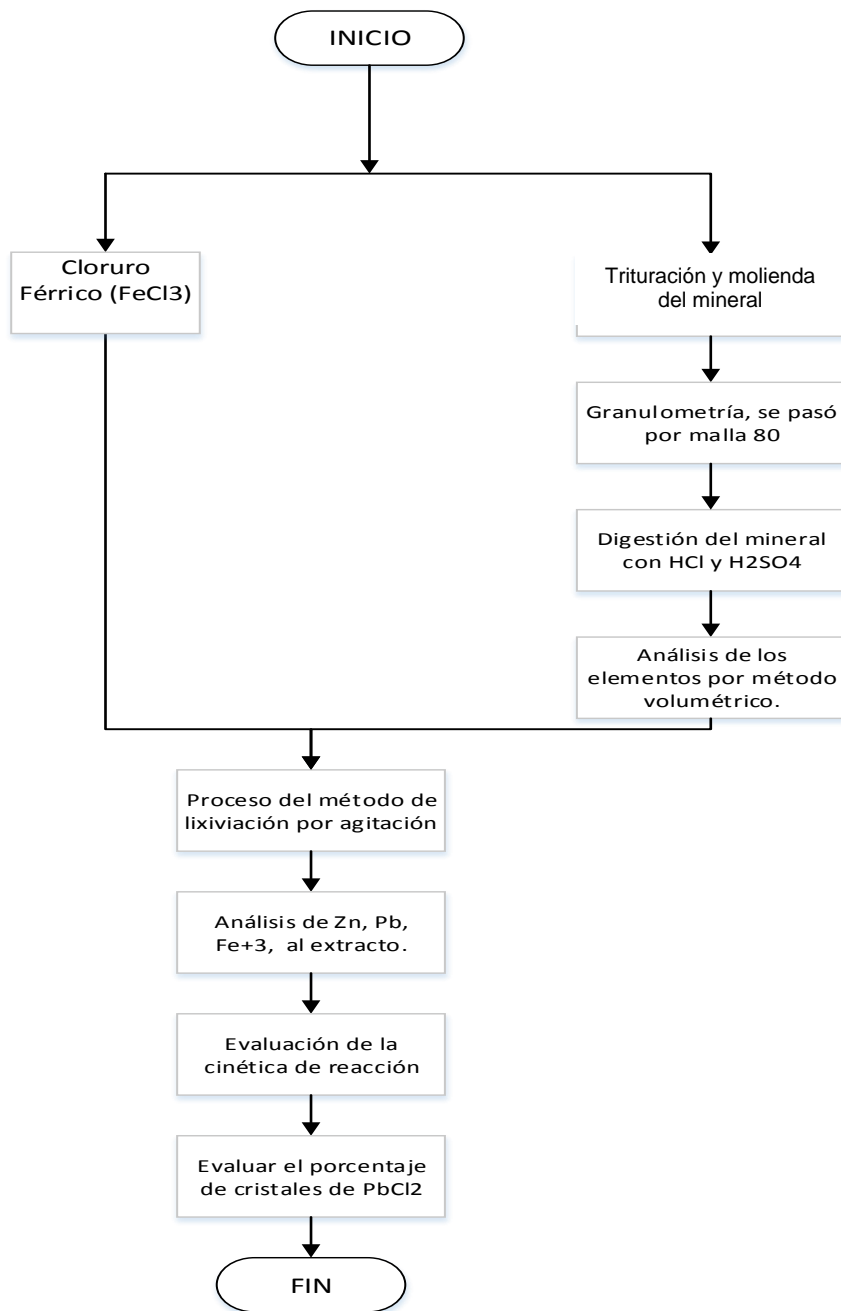 INICIO
Cloruro
Férrico (FeCl3)
Trituración y molienda
del mineral
Granulometría, se pasó
por malla 80
Digestión del mineral
con HCl y H2SO4
Análisis de los
elementos por método
volumétrico.
Proceso del método de
lixiviación por agitación
Análisis de Zn, Pb,
Fe+3, al extracto.
Evaluación de la
cinética de reacción
Evaluar el porcentaje
de cristales de PbCl2
FIN